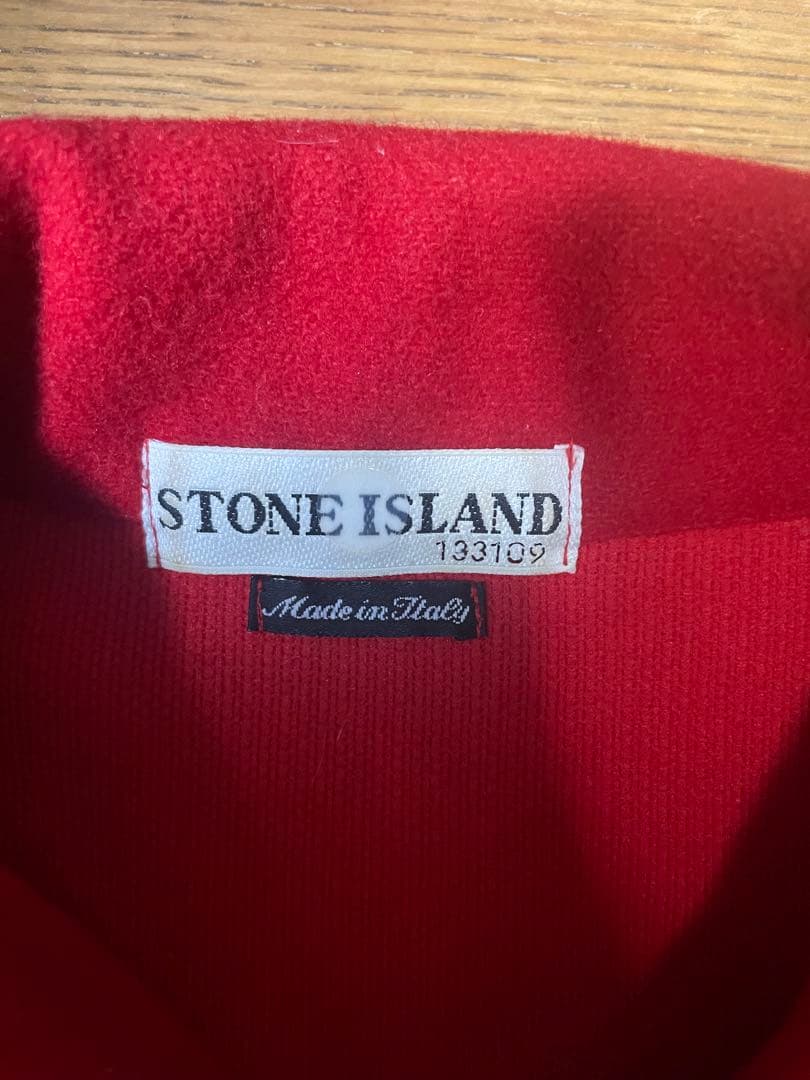 STONE ISLAND
133109
Made in Italy